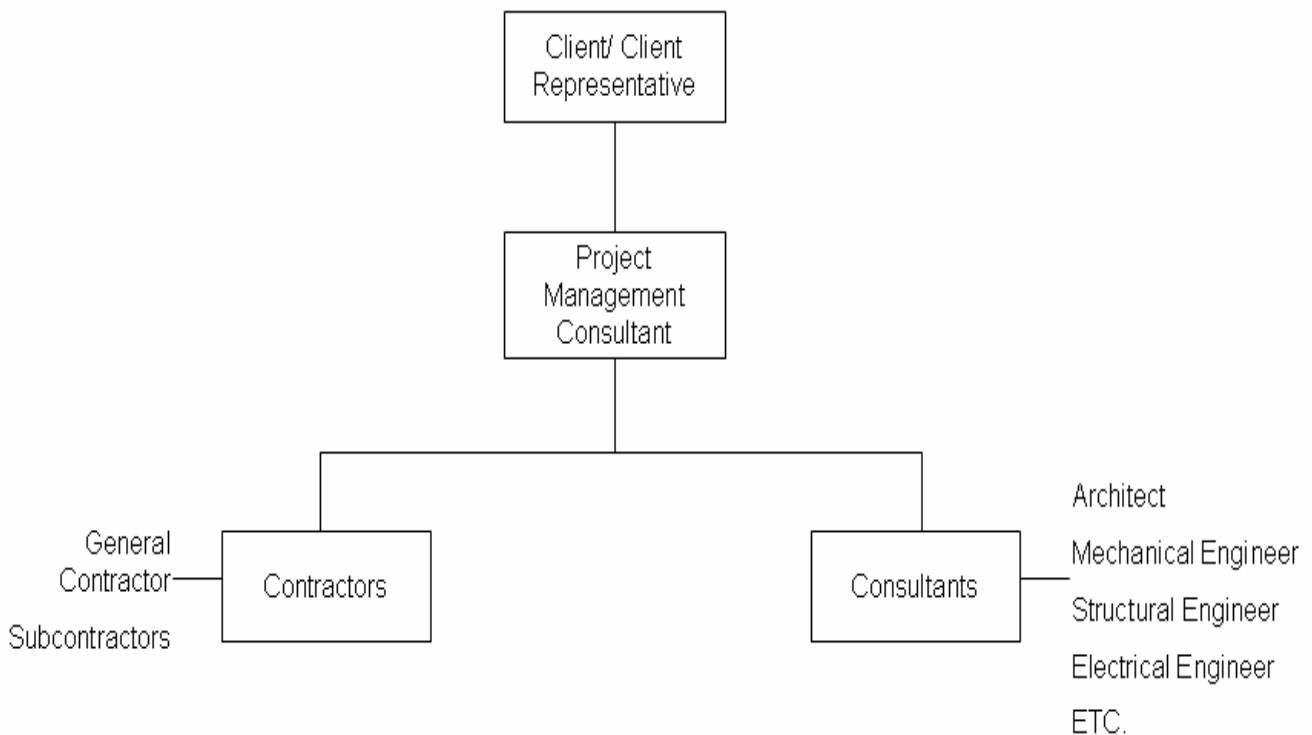 Client/ Client
Representative
Project
Management
Consultant
General
Contractor
Subcontractors
Contractors
Consultants
Architect
Mechanical Engineer
Structural Engineer
Electrical Engineer
ETC.